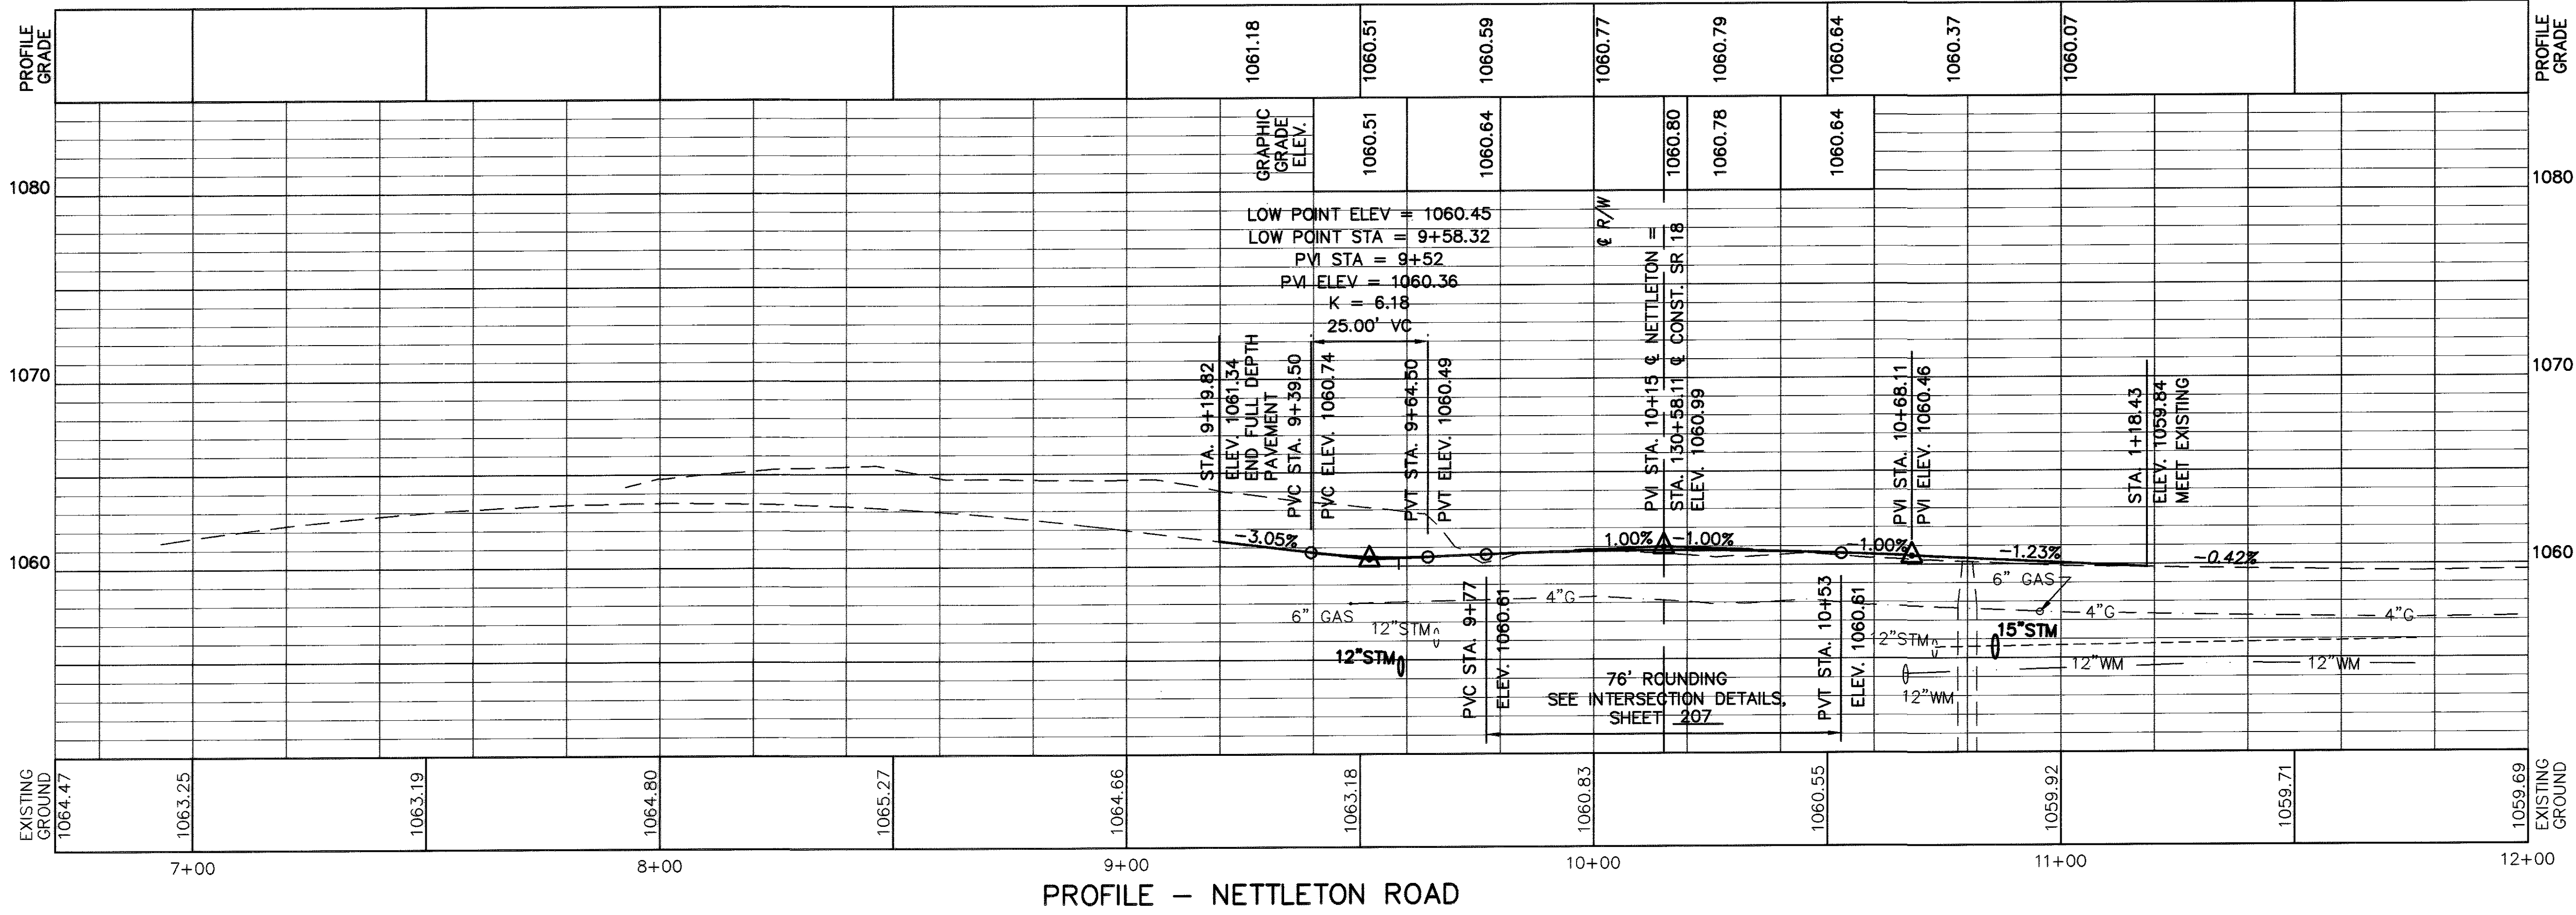 PROFILE
GRADE
1061.18
1060.51
1060.59
1060.77
1060.79
1060.64
1060.37
1060.07
PROFILE
GRADE
GRAPHIC
GRADE
ELEV.
1060.51
1060.64
1060.80
1060.78
1060.64
1080
1080
LOW POINT ELEV = 1060.45
LOW POINT STA = 9+58.32
PVI STA = 9+52
PVI ELEV = 1060.36
K = 6.18
25.00' VC
℄ R/W
1070
1070
STA. 9+19.82
ELEV. 1061.34
END FULL DEPTH
PAVEMENT
PVC STA. 9+39.50
PVC ELEV. 1060.74
PVT STA. 9+64.50
PVT ELEV. 1060.49
PVI STA. 10+15 ℄ NETTLETON =
STA. 130+58.11 ℄ CONST. SR 18
ELEV. 1060.99
PVI STA. 10+68.11
PVI ELEV. 1060.46
STA. 1+18.43
ELEV. 1059.84
MEET EXISTING
1060
1060
-3.05%
1.00%
-1.00%
-1.00%
-1.23%
-0.42%
6" GAS
4"G
6" GAS
4"G
4"G
12"STM
12"STM
12"STM
15"STM
12"WM
12"WM
12"WM
PVC STA. 9+77
ELEV. 1060.61
76' ROUNDING
SEE INTERSECTION DETAILS,
SHEET 207
PVT STA. 10+53
ELEV. 1060.61
EXISTING
GROUND
1064.47
1063.25
1063.19
1064.80
1065.27
1064.66
1063.18
1060.83
1060.55
1059.92
1059.71
1059.69
EXISTING
GROUND
7+00
8+00
9+00
10+00
11+00
12+00
PROFILE - NETTLETON ROAD